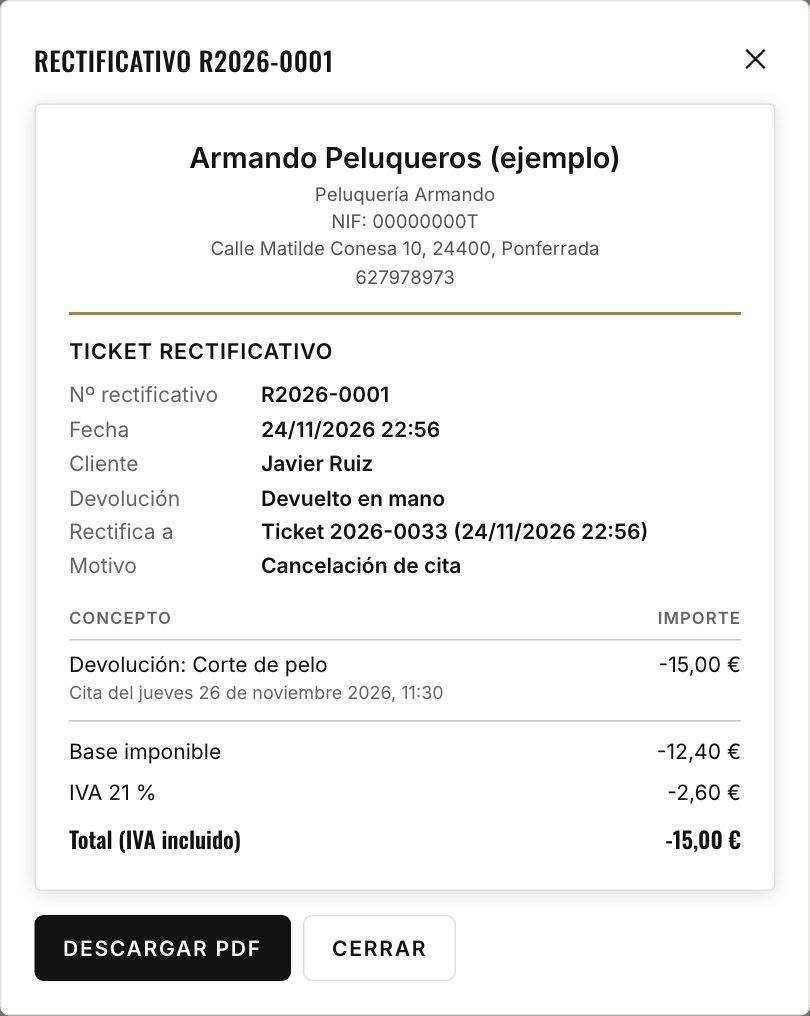 RECTIFICATIVO R2026-0001
Armando Peluqueros (ejemplo)
Peluquería Armando
NIF: 00000000T
Calle Matilde Conesa 10, 24400, Ponferrada
627978973
TICKET RECTIFICATIVO
Nº rectificativo R2026-0001
Fecha 24/11/2026 22:56
Cliente Javier Ruiz
Devolución Devuelto en mano
Rectifica a Ticket 2026-0033 (24/11/2026 22:56)
Motivo Cancelación de cita
CONCEPTO IMPORTE
Devolución: Corte de pelo -15,00 €
Cita del jueves 26 de noviembre 2026, 11:30
Base imponible -12,40 €
IVA 21 % -2,60 €
Total (IVA incluido) -15,00 €
DESCARGAR PDF CERRAR